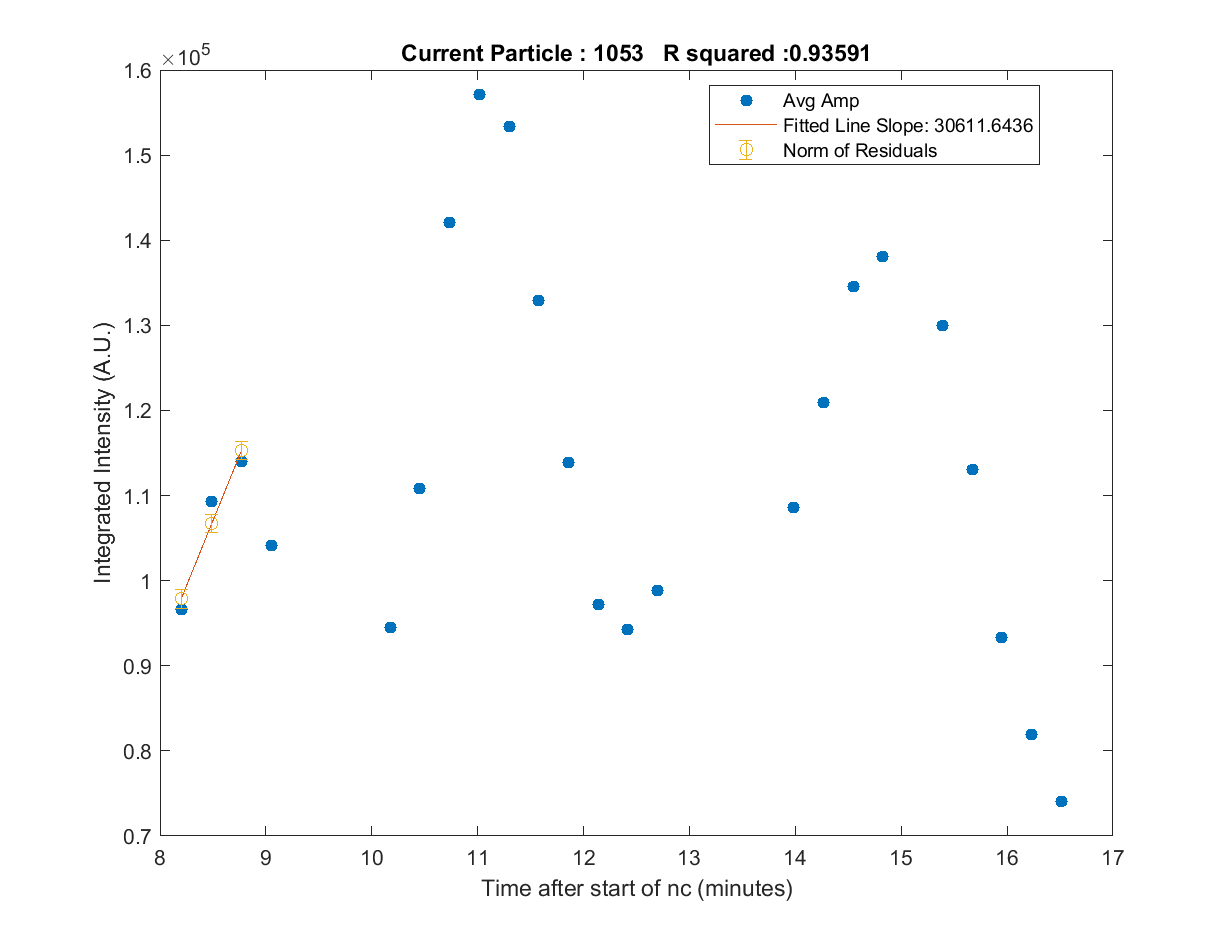 Current Particle : 1053   R squared :0.93591
×10^5
1.6
1.5
1.4
1.3
1.2
1.1
1
0.9
0.8
0.7
Integrated Intensity (A.U.)
Avg Amp
Fitted Line Slope: 30611.6436
Norm of Residuals
8 9 10 11 12 13 14 15 16 17
Time after start of nc (minutes)